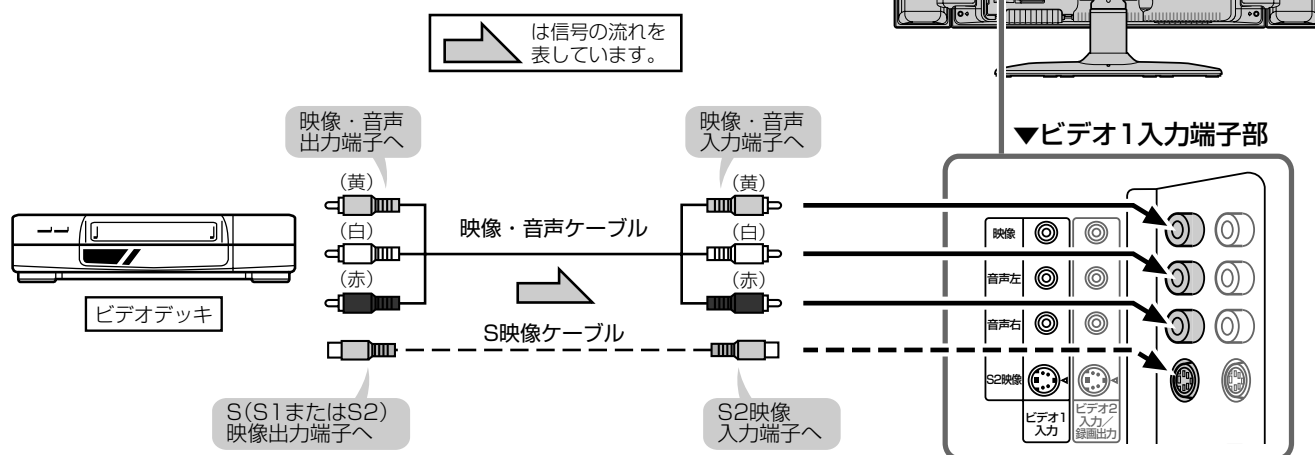 は信号の流れを
表しています。
映像・音声
出力端子へ
映像・音声
入力端子へ
▼ビデオ1入力端子部
（黄）
（黄）
映像・音声ケーブル
（白）
（白）
（赤）
（赤）
ビデオデッキ
S映像ケーブル
S(S1またはS2)
映像出力端子へ
S2映像
入力端子へ
映像
音声左
音声右
S2映像
ビデオ1
入力
ビデオ2
入力／
録画出力